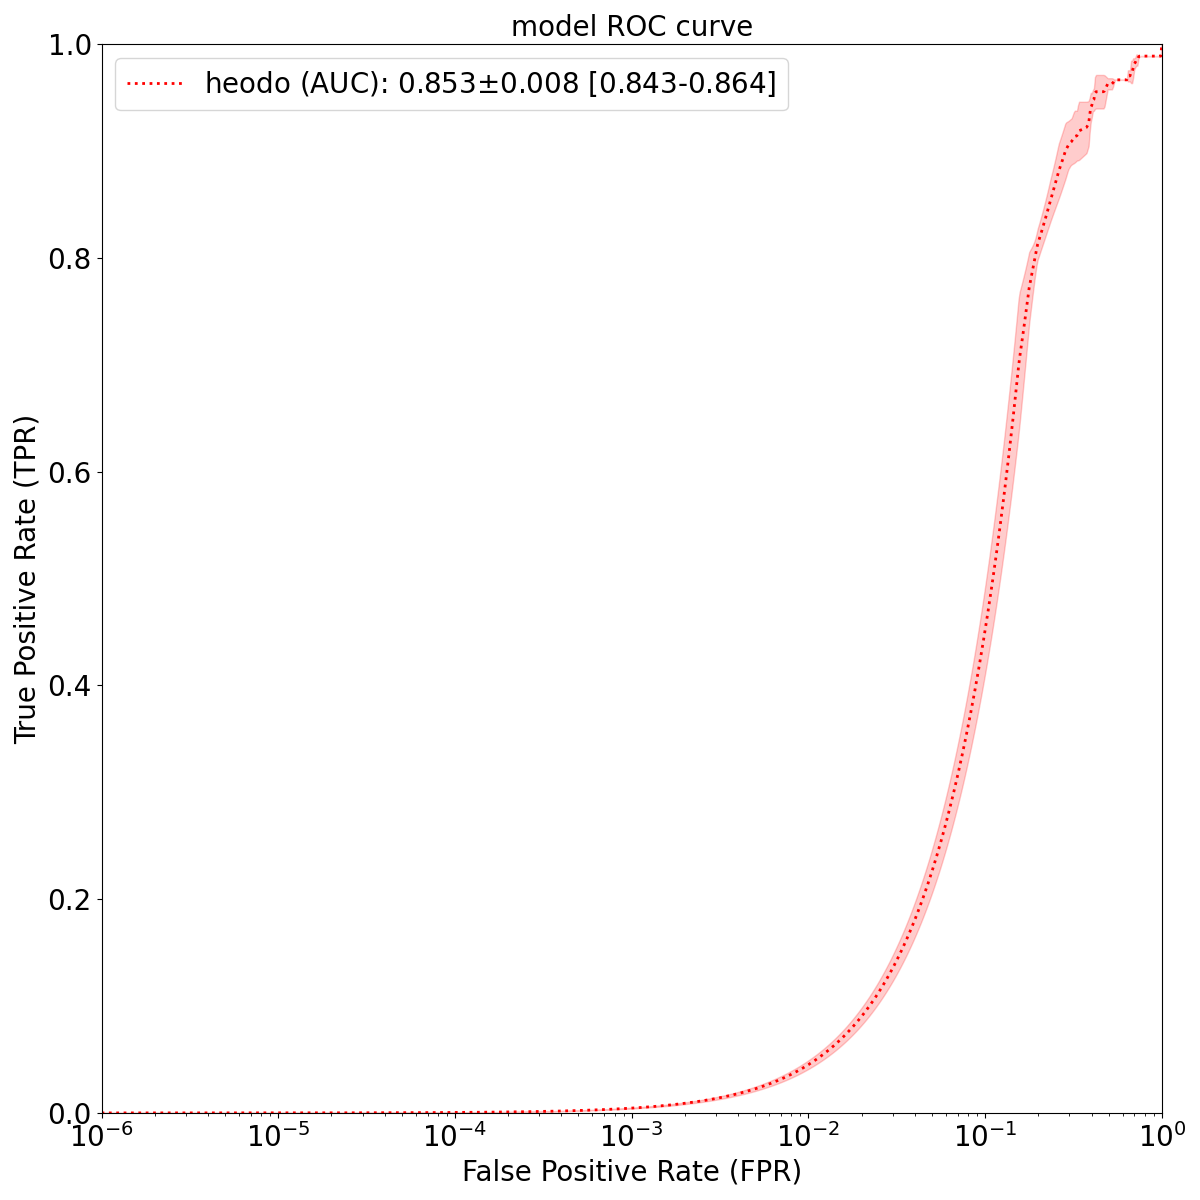 model ROC curve
heodo (AUC): 0.853±0.008 [0.843-0.864]
1.0
0.8
0.6
0.4
0.2
0.0
True Positive Rate (TPR)
10⁻⁶ 10⁻⁵ 10⁻⁴ 10⁻³ 10⁻² 10⁻¹ 10⁰
False Positive Rate (FPR)